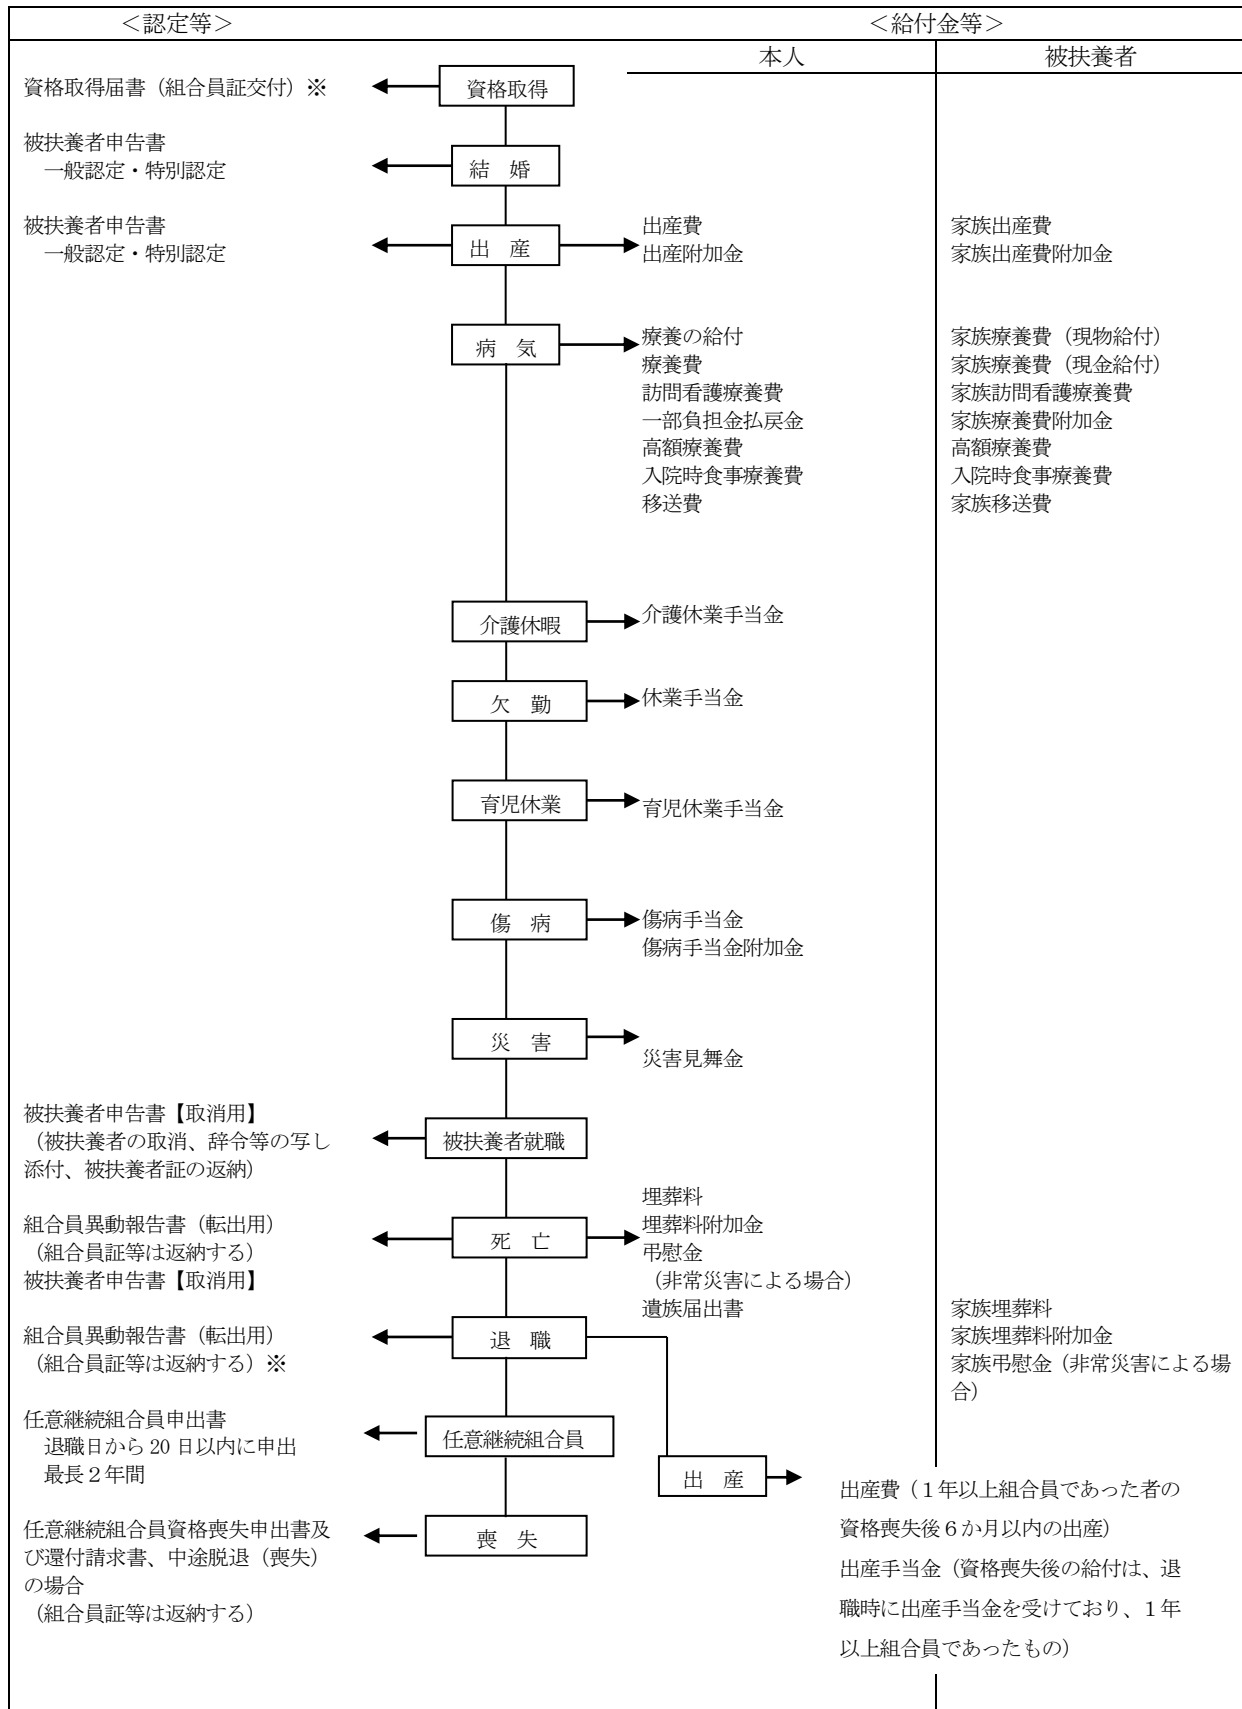 ＜認定等＞
＜給付金等＞
本人
被扶養者
資格取得届書（組合員証交付）※
資格取得
被扶養者申告書
一般認定・特別認定
結　婚
被扶養者申告書
一般認定・特別認定
出　産
出産費
出産附加金
家族出産費
家族出産費附加金
病　気
療養の給付
療養費
訪問看護療養費
一部負担金払戻金
高額療養費
入院時食事療養費
移送費
家族療養費（現物給付）
家族療養費（現金給付）
家族訪問看護療養費
家族療養費附加金
高額療養費
入院時食事療養費
家族移送費
介護休暇
介護休業手当金
欠　勤
休業手当金
育児休業
育児休業手当金
傷　病
傷病手当金
傷病手当金附加金
災　害
災害見舞金
被扶養者申告書【取消用】
（被扶養者の取消、辞令等の写し
添付、被扶養者証の返納）
被扶養者就職
組合員異動報告書（転出用）
（組合員証等は返納する）
被扶養者申告書【取消用】
死　亡
埋葬料
埋葬料附加金
弔慰金
（非常災害による場合）
遺族届出書
家族埋葬料
家族埋葬料附加金
家族弔慰金（非常災害による場
合）
組合員異動報告書（転出用）
（組合員証等は返納する）※
退　職
任意継続組合員申出書
退職日から 20 日以内に申出
最長２年間
任意継続組合員
出　産
出産費（１年以上組合員であった者の
資格喪失後６か月以内の出産）
出産手当金（資格喪失後の給付は、退
職時に出産手当金を受けており、１年
以上組合員であったもの）
任意継続組合員資格喪失申出書及
び還付請求書、中途脱退（喪失）
の場合
（組合員証等は返納する）
喪　失